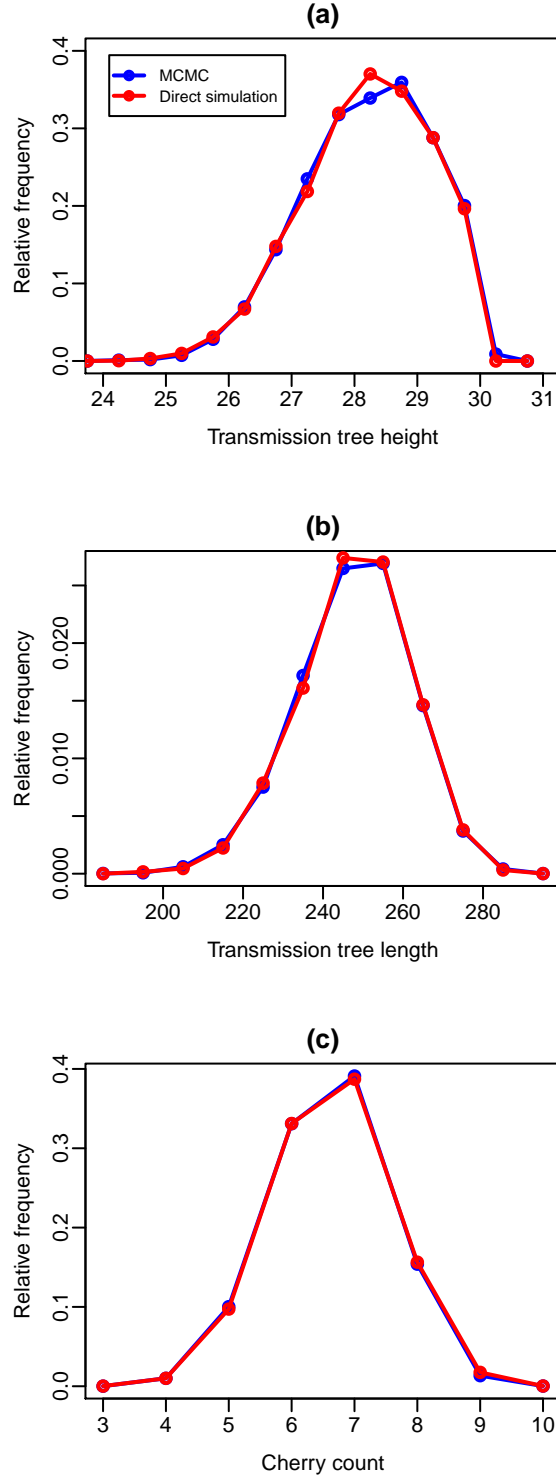 (a)
MCMC
Direct simulation
Relative frequency
0.0 0.1 0.2 0.3 0.4
24 25 26 27 28 29 30 31
Transmission tree height
(b)
Relative frequency
0.000 0.010 0.020
200 220 240 260 280
Transmission tree length
(c)
Relative frequency
0.0 0.1 0.2 0.3 0.4
3 4 5 6 7 8 9 10
Cherry count